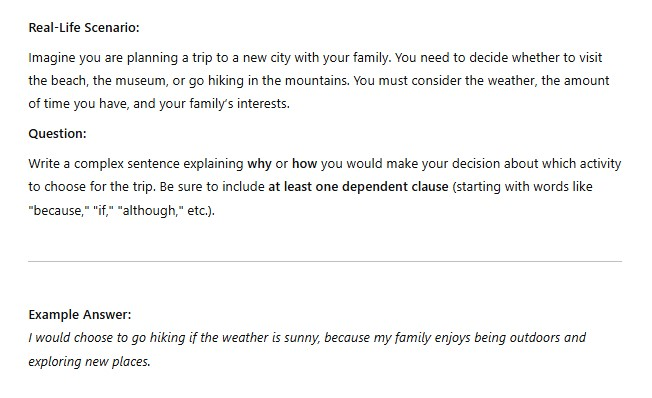 Real-Life Scenario:
Imagine you are planning a trip to a new city with your family. You need to decide whether to visit
the beach, the museum, or go hiking in the mountains. You must consider the weather, the amount
of time you have, and your family's interests.
Question:
Write a complex sentence explaining why or how you would make your decision about which activity
to choose for the trip. Be sure to include at least one dependent clause (starting with words like
"because," "if," "although," etc.).
Example Answer:
I would choose to go hiking if the weather is sunny, because my family enjoys being outdoors and
exploring new places.